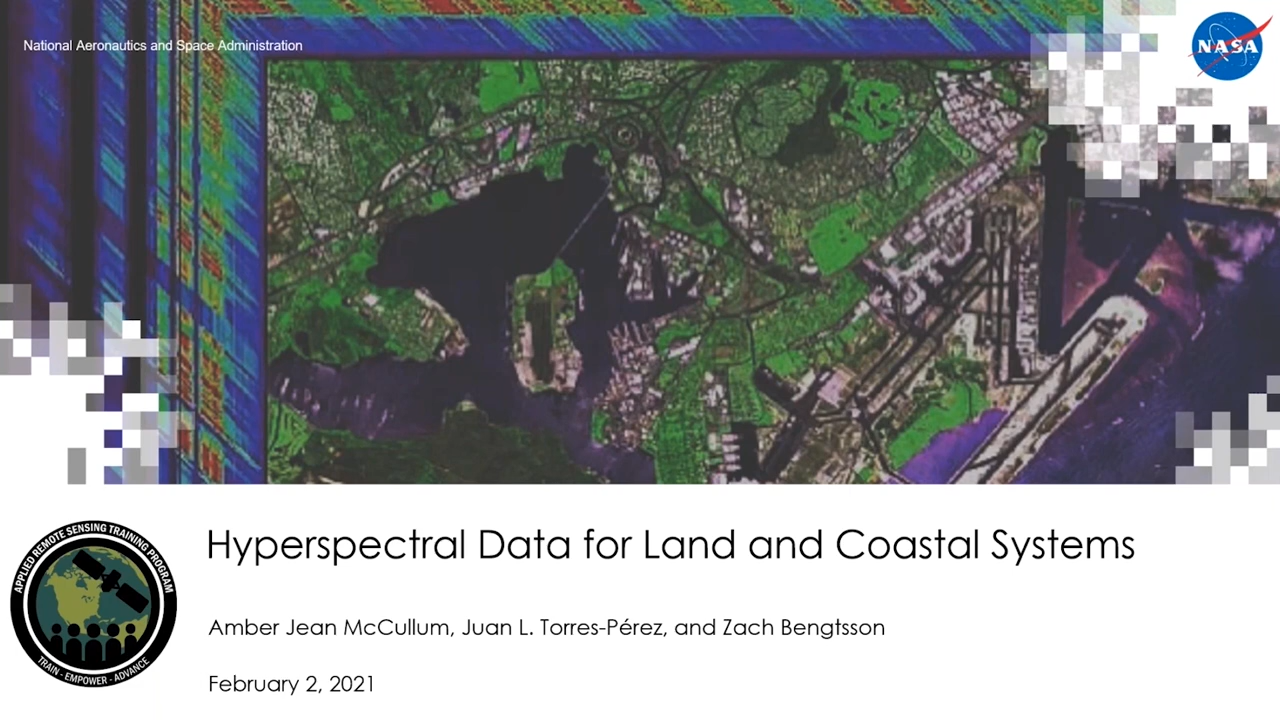 National Aeronautics and Space Administration
NASA
Hyperspectral Data for Land and Coastal Systems
APPLIED REMOTE SENSING TRAINING PROGRAM
TRAIN - EMPOWER - ADVANCE
Amber Jean McCullum, Juan L. Torres-Pérez, and Zach Bengtsson
February 2, 2021